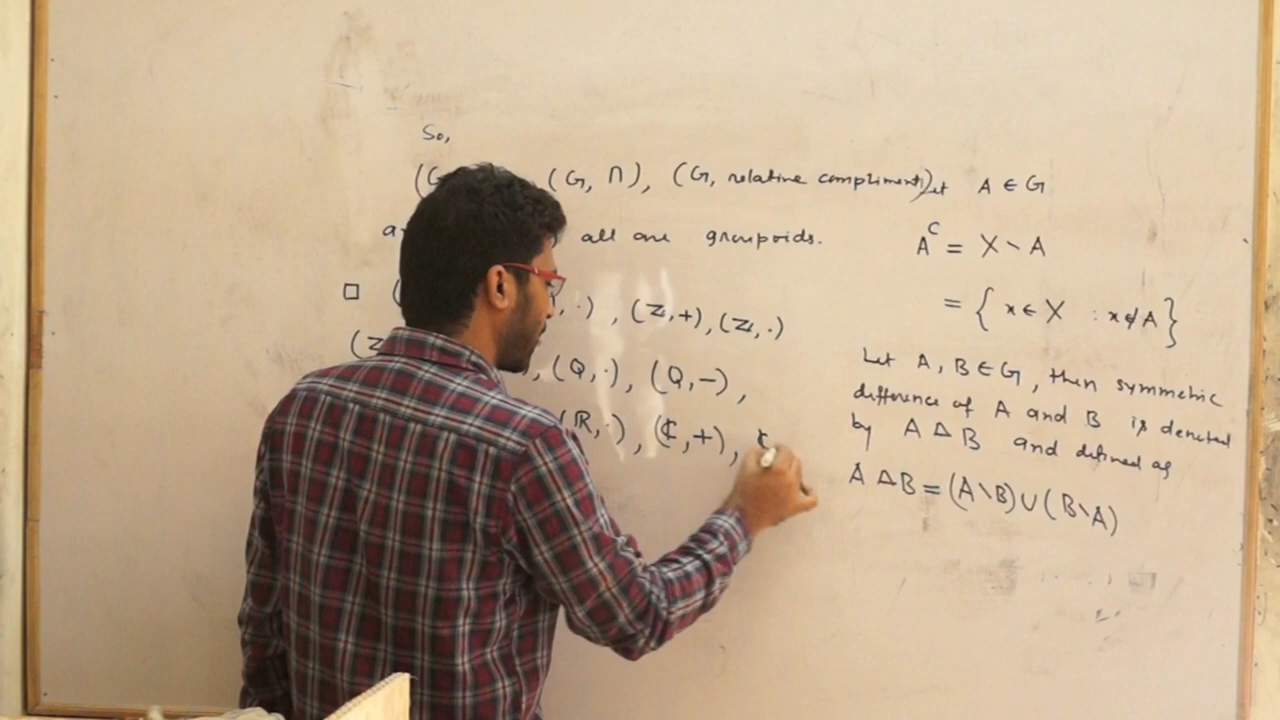 So,
(G, ∩), (G, relative compliment)
all are groupoids.
□ ( , ·), (ℤ,+), (ℤ,·)
(ℤ , (Q,·), (Q,−),
(ℝ,·), (ℂ,+), ℂ
Let A ∈ G
A^C = X \ A
= { x ∈ X : x ∉ A }
Let A, B ∈ G, then symmetric
difference of A and B is denoted
by A Δ B and defined as
A Δ B = (A \ B) ∪ (B \ A)